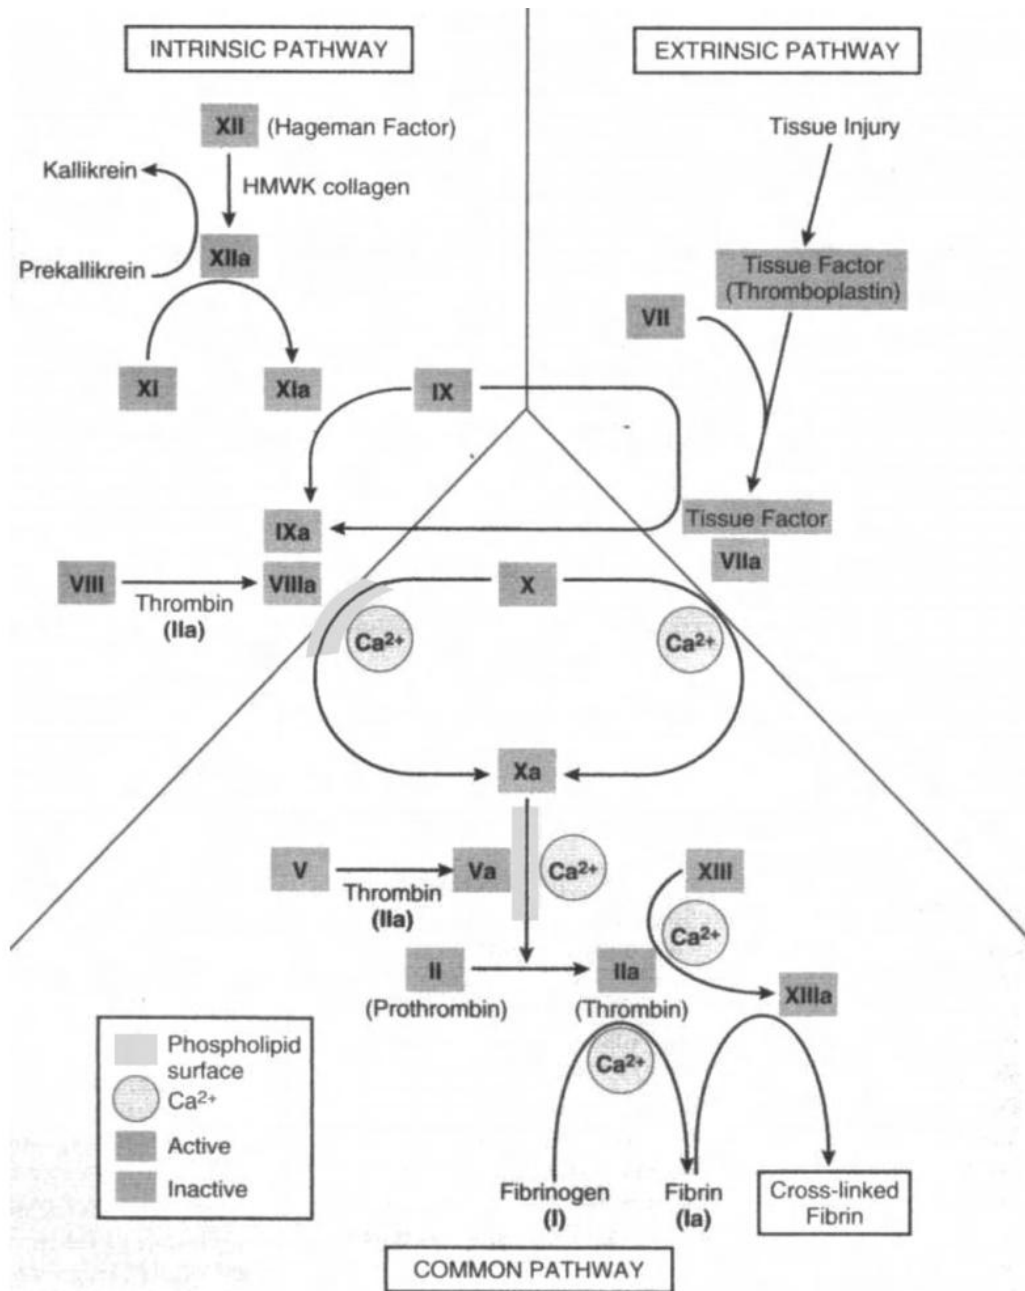 INTRINSIC PATHWAY
EXTRINSIC PATHWAY
XII (Hageman Factor)
Tissue Injury
Kallikrein
HMWK collagen
Prekallikrein
XIIa
Tissue Factor
(Thromboplastin)
VII
XI
XIa
IX
IXa
Tissue Factor
VIIa
VIII
Thrombin
(IIa)
VIIIa
X
Ca2+
Ca2+
Xa
V
Thrombin
(IIa)
Va
Ca2+
XIII
Ca2+
II
(Prothrombin)
IIa
(Thrombin)
XIIIa
Ca2+
Phospholipid
surface
Ca2+
Ca2+
Active
Inactive
Fibrinogen
(I)
Fibrin
(Ia)
Cross-linked
Fibrin
COMMON PATHWAY